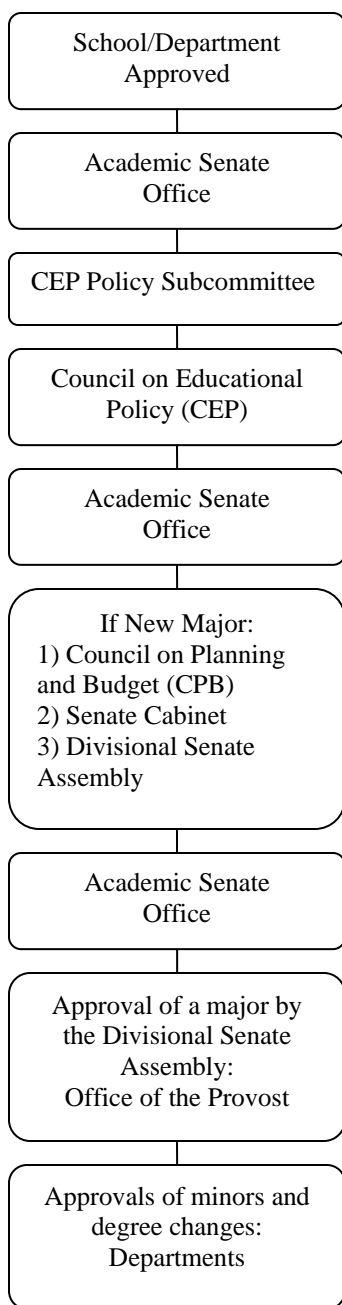 School/Department
Approved
Academic Senate
Office
CEP Policy Subcommittee
Council on Educational
Policy (CEP)
Academic Senate
Office
If New Major:
1) Council on Planning
and Budget (CPB)
2) Senate Cabinet
3) Divisional Senate
Assembly
Academic Senate
Office
Approval of a major by
the Divisional Senate
Assembly:
Office of the Provost
Approvals of minors and
degree changes:
Departments